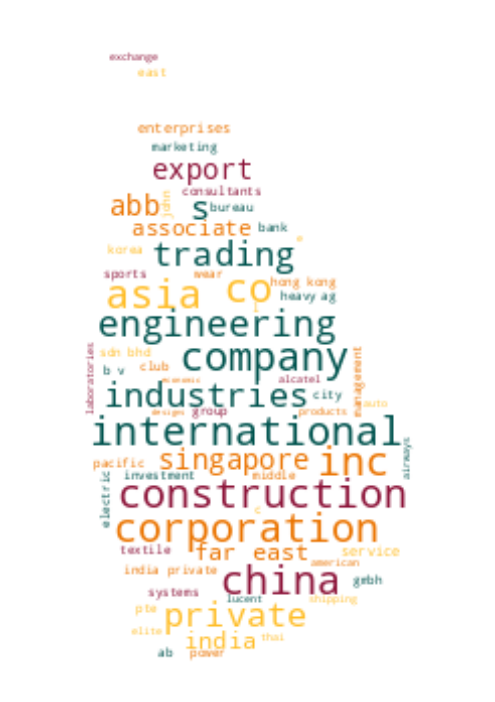 exchange
east
enterprises
marketing
export
consultants
abb john s bureau
associate bank
korea trading e
sports wear hong kong
asia co heavy ag
engineering
laboratories sdn bhd company
b v club management
economic alcatel
industries city auto
designs group products
international
pacific singapore inc airways
electric investment middle
construction
c
corporation
textile far east service
american
india private china gmbh
systems lucent shipping
pte private
elite india thai
ab power